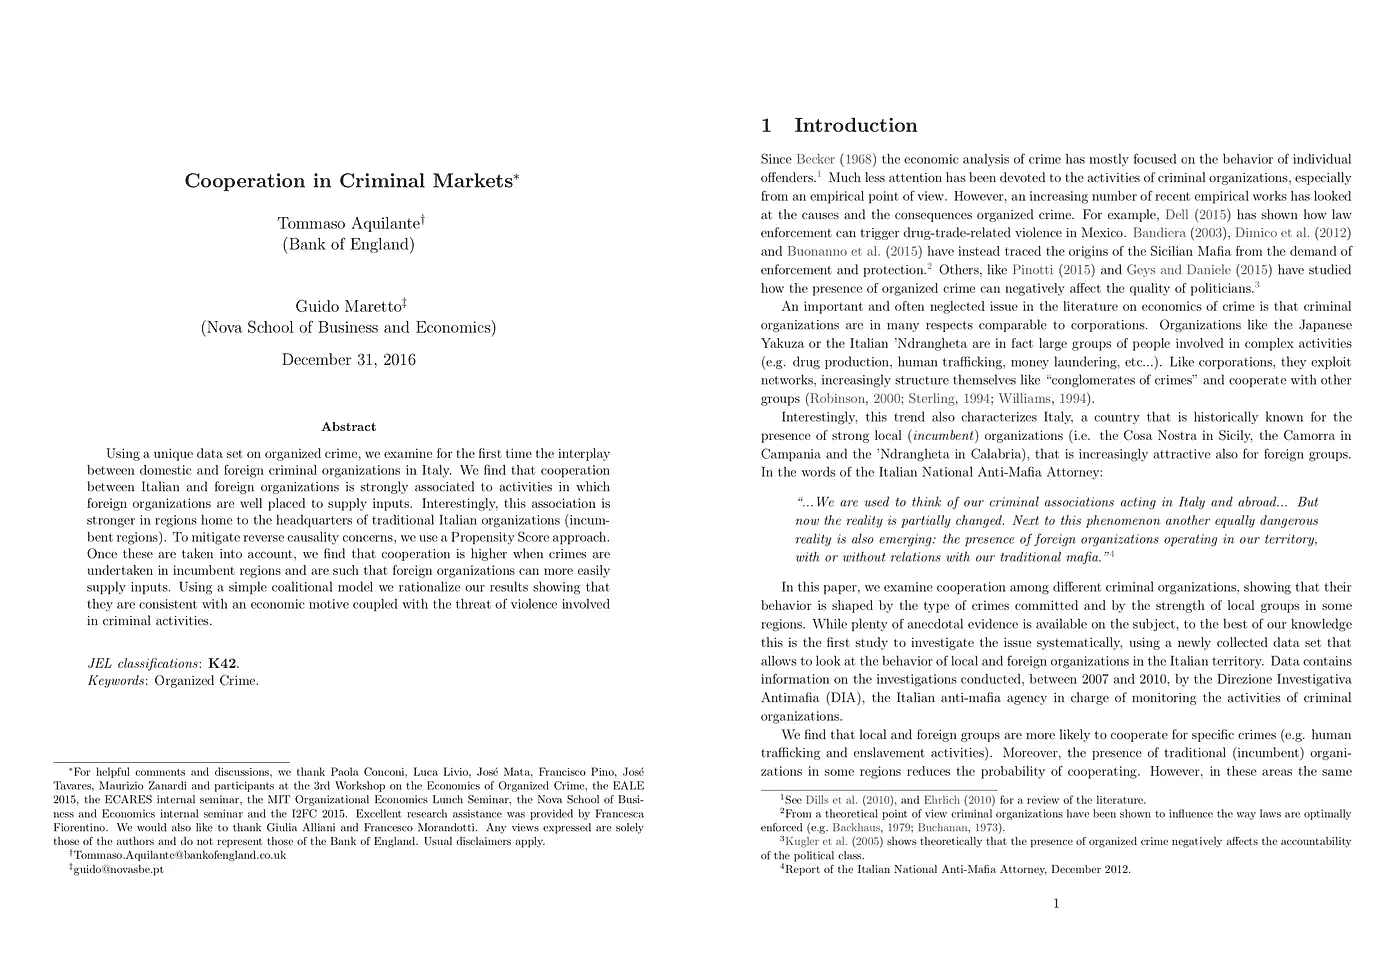 Cooperation in Criminal Markets*
Tommaso Aquilante†
(Bank of England)
Guido Maretto‡
(Nova School of Business and Economics)
December 31, 2016
Abstract
Using a unique data set on organized crime, we examine for the first time the interplay
between domestic and foreign criminal organizations in Italy. We find that cooperation
between Italian and foreign organizations is strongly associated to activities in which
foreign organizations are well placed to supply inputs. Interestingly, this association is
stronger in regions home to the headquarters of traditional Italian organizations (incum-
bent regions). To mitigate reverse causality concerns, we use a Propensity Score approach.
Once these are taken into account, we find that cooperation is higher when crimes are
undertaken in incumbent regions and are such that foreign organizations can more easily
supply inputs. Using a simple coalitional model we rationalize our results showing that
they are consistent with an economic motive coupled with the threat of violence involved
in criminal activities.
JEL classifications: K42.
Keywords: Organized Crime.
*For helpful comments and discussions, we thank Paola Conconi, Luca Livio, José Mata, Francisco Pino, José
Tavares, Maurizio Zanardi and participants at the 3rd Workshop on the Economics of Organized Crime, the EALE
2015, the ECARES internal seminar, the MIT Organizational Economics Lunch Seminar, the Nova School of Busi-
ness and Economics internal seminar and the I2FC 2015. Excellent research assistance was provided by Francesca
Fiorentino. We would also like to thank Giulia Alliani and Francesco Morandotti. Any views expressed are solely
those of the authors and do not represent those of the Bank of England. Usual disclaimers apply.
†Tommaso.Aquilante@bankofengland.co.uk
‡guido@novasbe.pt
1 Introduction
Since Becker (1968) the economic analysis of crime has mostly focused on the behavior of individual
offenders.1 Much less attention has been devoted to the activities of criminal organizations, especially
from an empirical point of view. However, an increasing number of recent empirical works has looked
at the causes and the consequences organized crime. For example, Dell (2015) has shown how law
enforcement can trigger drug-trade-related violence in Mexico. Bandiera (2003), Dimico et al. (2012)
and Buonanno et al. (2015) have instead traced the origins of the Sicilian Mafia from the demand of
enforcement and protection.2 Others, like Pinotti (2015) and Geys and Daniele (2015) have studied
how the presence of organized crime can negatively affect the quality of politicians.3
An important and often neglected issue in the literature on economics of crime is that criminal
organizations are in many respects comparable to corporations. Organizations like the Japanese
Yakuza or the Italian 'Ndrangheta are in fact large groups of people involved in complex activities
(e.g. drug production, human trafficking, money laundering, etc...). Like corporations, they exploit
networks, increasingly structure themselves like “conglomerates of crimes” and cooperate with other
groups (Robinson, 2000; Sterling, 1994; Williams, 1994).
Interestingly, this trend also characterizes Italy, a country that is historically known for the
presence of strong local (incumbent) organizations (i.e. the Cosa Nostra in Sicily, the Camorra in
Campania and the 'Ndrangheta in Calabria), that is increasingly attractive also for foreign groups.
In the words of the Italian National Anti-Mafia Attorney:
“...We are used to think of our criminal associations acting in Italy and abroad... But
now the reality is partially changed. Next to this phenomenon another equally dangerous
reality is also emerging: the presence of foreign organizations operating in our territory,
with or without relations with our traditional mafia.”4
In this paper, we examine cooperation among different criminal organizations, showing that their
behavior is shaped by the type of crimes committed and by the strength of local groups in some
regions. While plenty of anecdotal evidence is available on the subject, to the best of our knowledge
this is the first study to investigate the issue systematically, using a newly collected data set that
allows to look at the behavior of local and foreign organizations in the Italian territory. Data contains
information on the investigations conducted, between 2007 and 2010, by the Direzione Investigativa
Antimafia (DIA), the Italian anti-mafia agency in charge of monitoring the activities of criminal
organizations.
We find that local and foreign groups are more likely to cooperate for specific crimes (e.g. human
trafficking and enslavement activities). Moreover, the presence of traditional (incumbent) organi-
zations in some regions reduces the probability of cooperating. However, in these areas the same
1See Dills et al. (2010), and Ehrlich (2010) for a review of the literature.
2From a theoretical point of view criminal organizations have been shown to influence the way laws are optimally
enforced (e.g. Backhaus, 1979; Buchanan, 1973).
3Kugler et al. (2005) shows theoretically that the presence of organized crime negatively affects the accountability
of the political class.
4Report of the Italian National Anti-Mafia Attorney, December 2012.
1